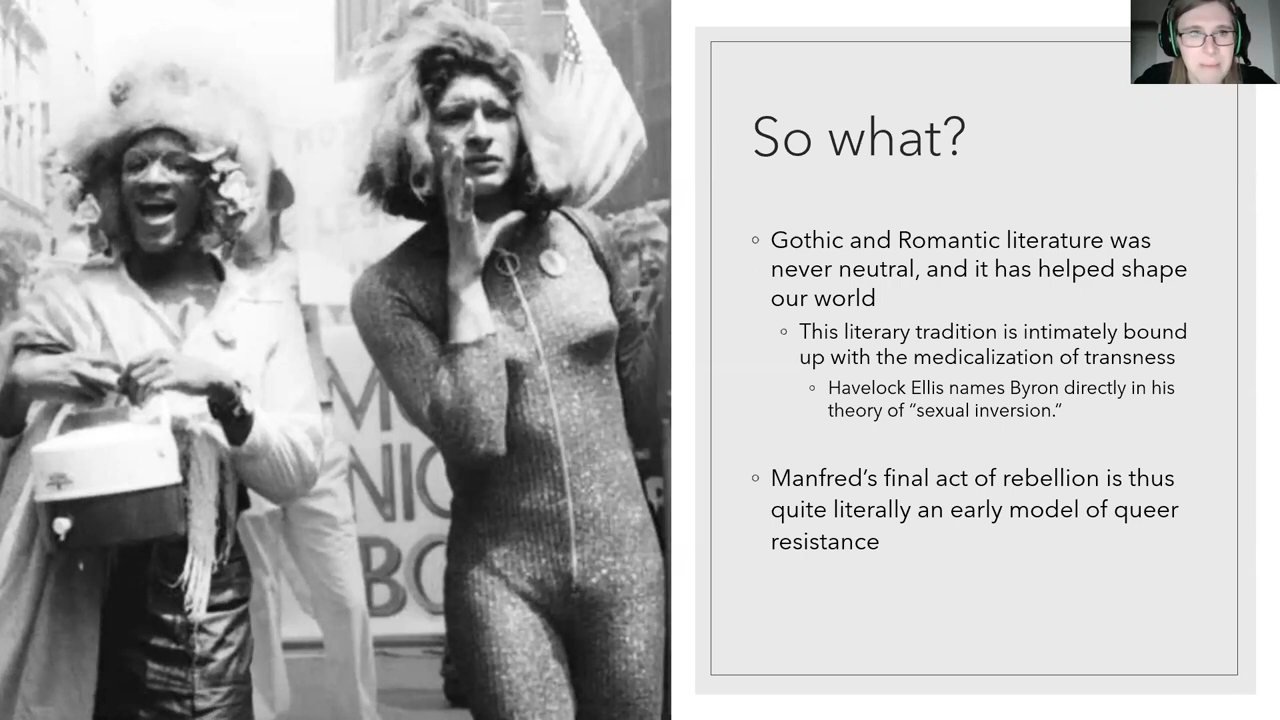 So what?
Gothic and Romantic literature was
never neutral, and it has helped shape
our world
This literary tradition is intimately bound
up with the medicalization of transness
Havelock Ellis names Byron directly in his
theory of “sexual inversion.”
Manfred’s final act of rebellion is thus
quite literally an early model of queer
resistance